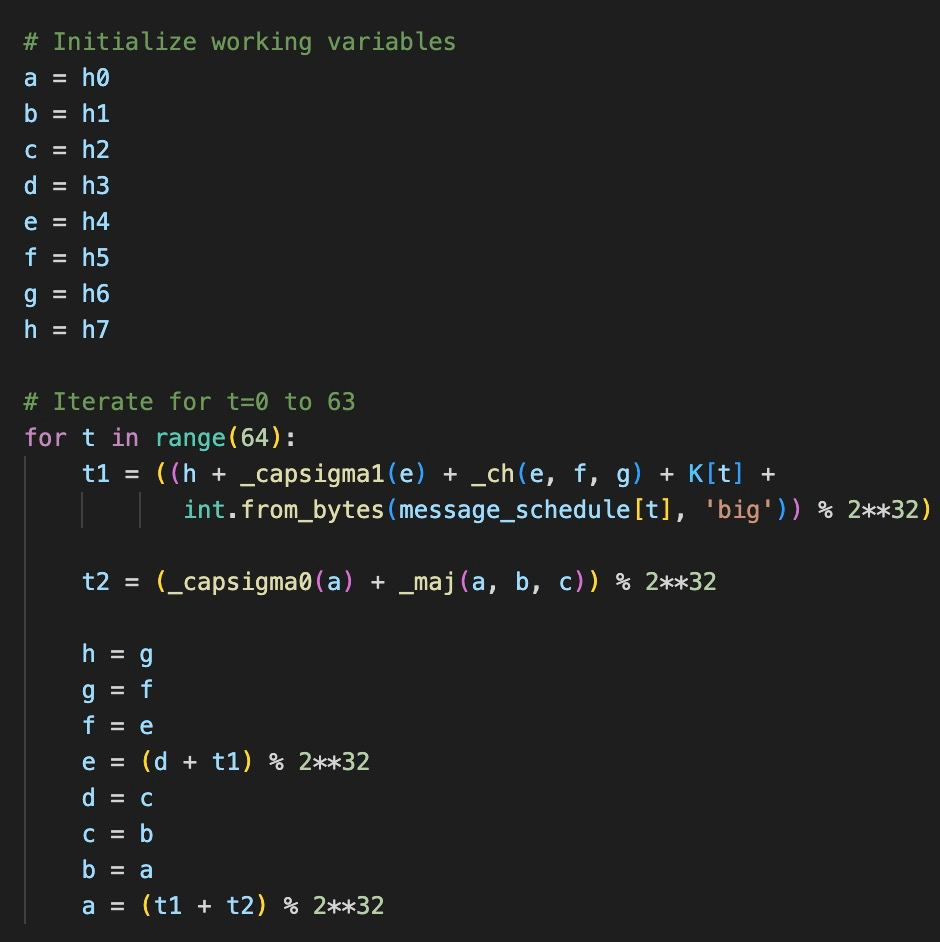 # Initialize working variables
a = h0
b = h1
c = h2
d = h3
e = h4
f = h5
g = h6
h = h7
# Iterate for t=0 to 63
for t in range(64):
    t1 = ((h + _capsigma1(e) + _ch(e, f, g) + K[t] +
           int.from_bytes(message_schedule[t], 'big')) % 2**32)
    t2 = (_capsigma0(a) + _maj(a, b, c)) % 2**32
    h = g
    g = f
    f = e
    e = (d + t1) % 2**32
    d = c
    c = b
    b = a
    a = (t1 + t2) % 2**32